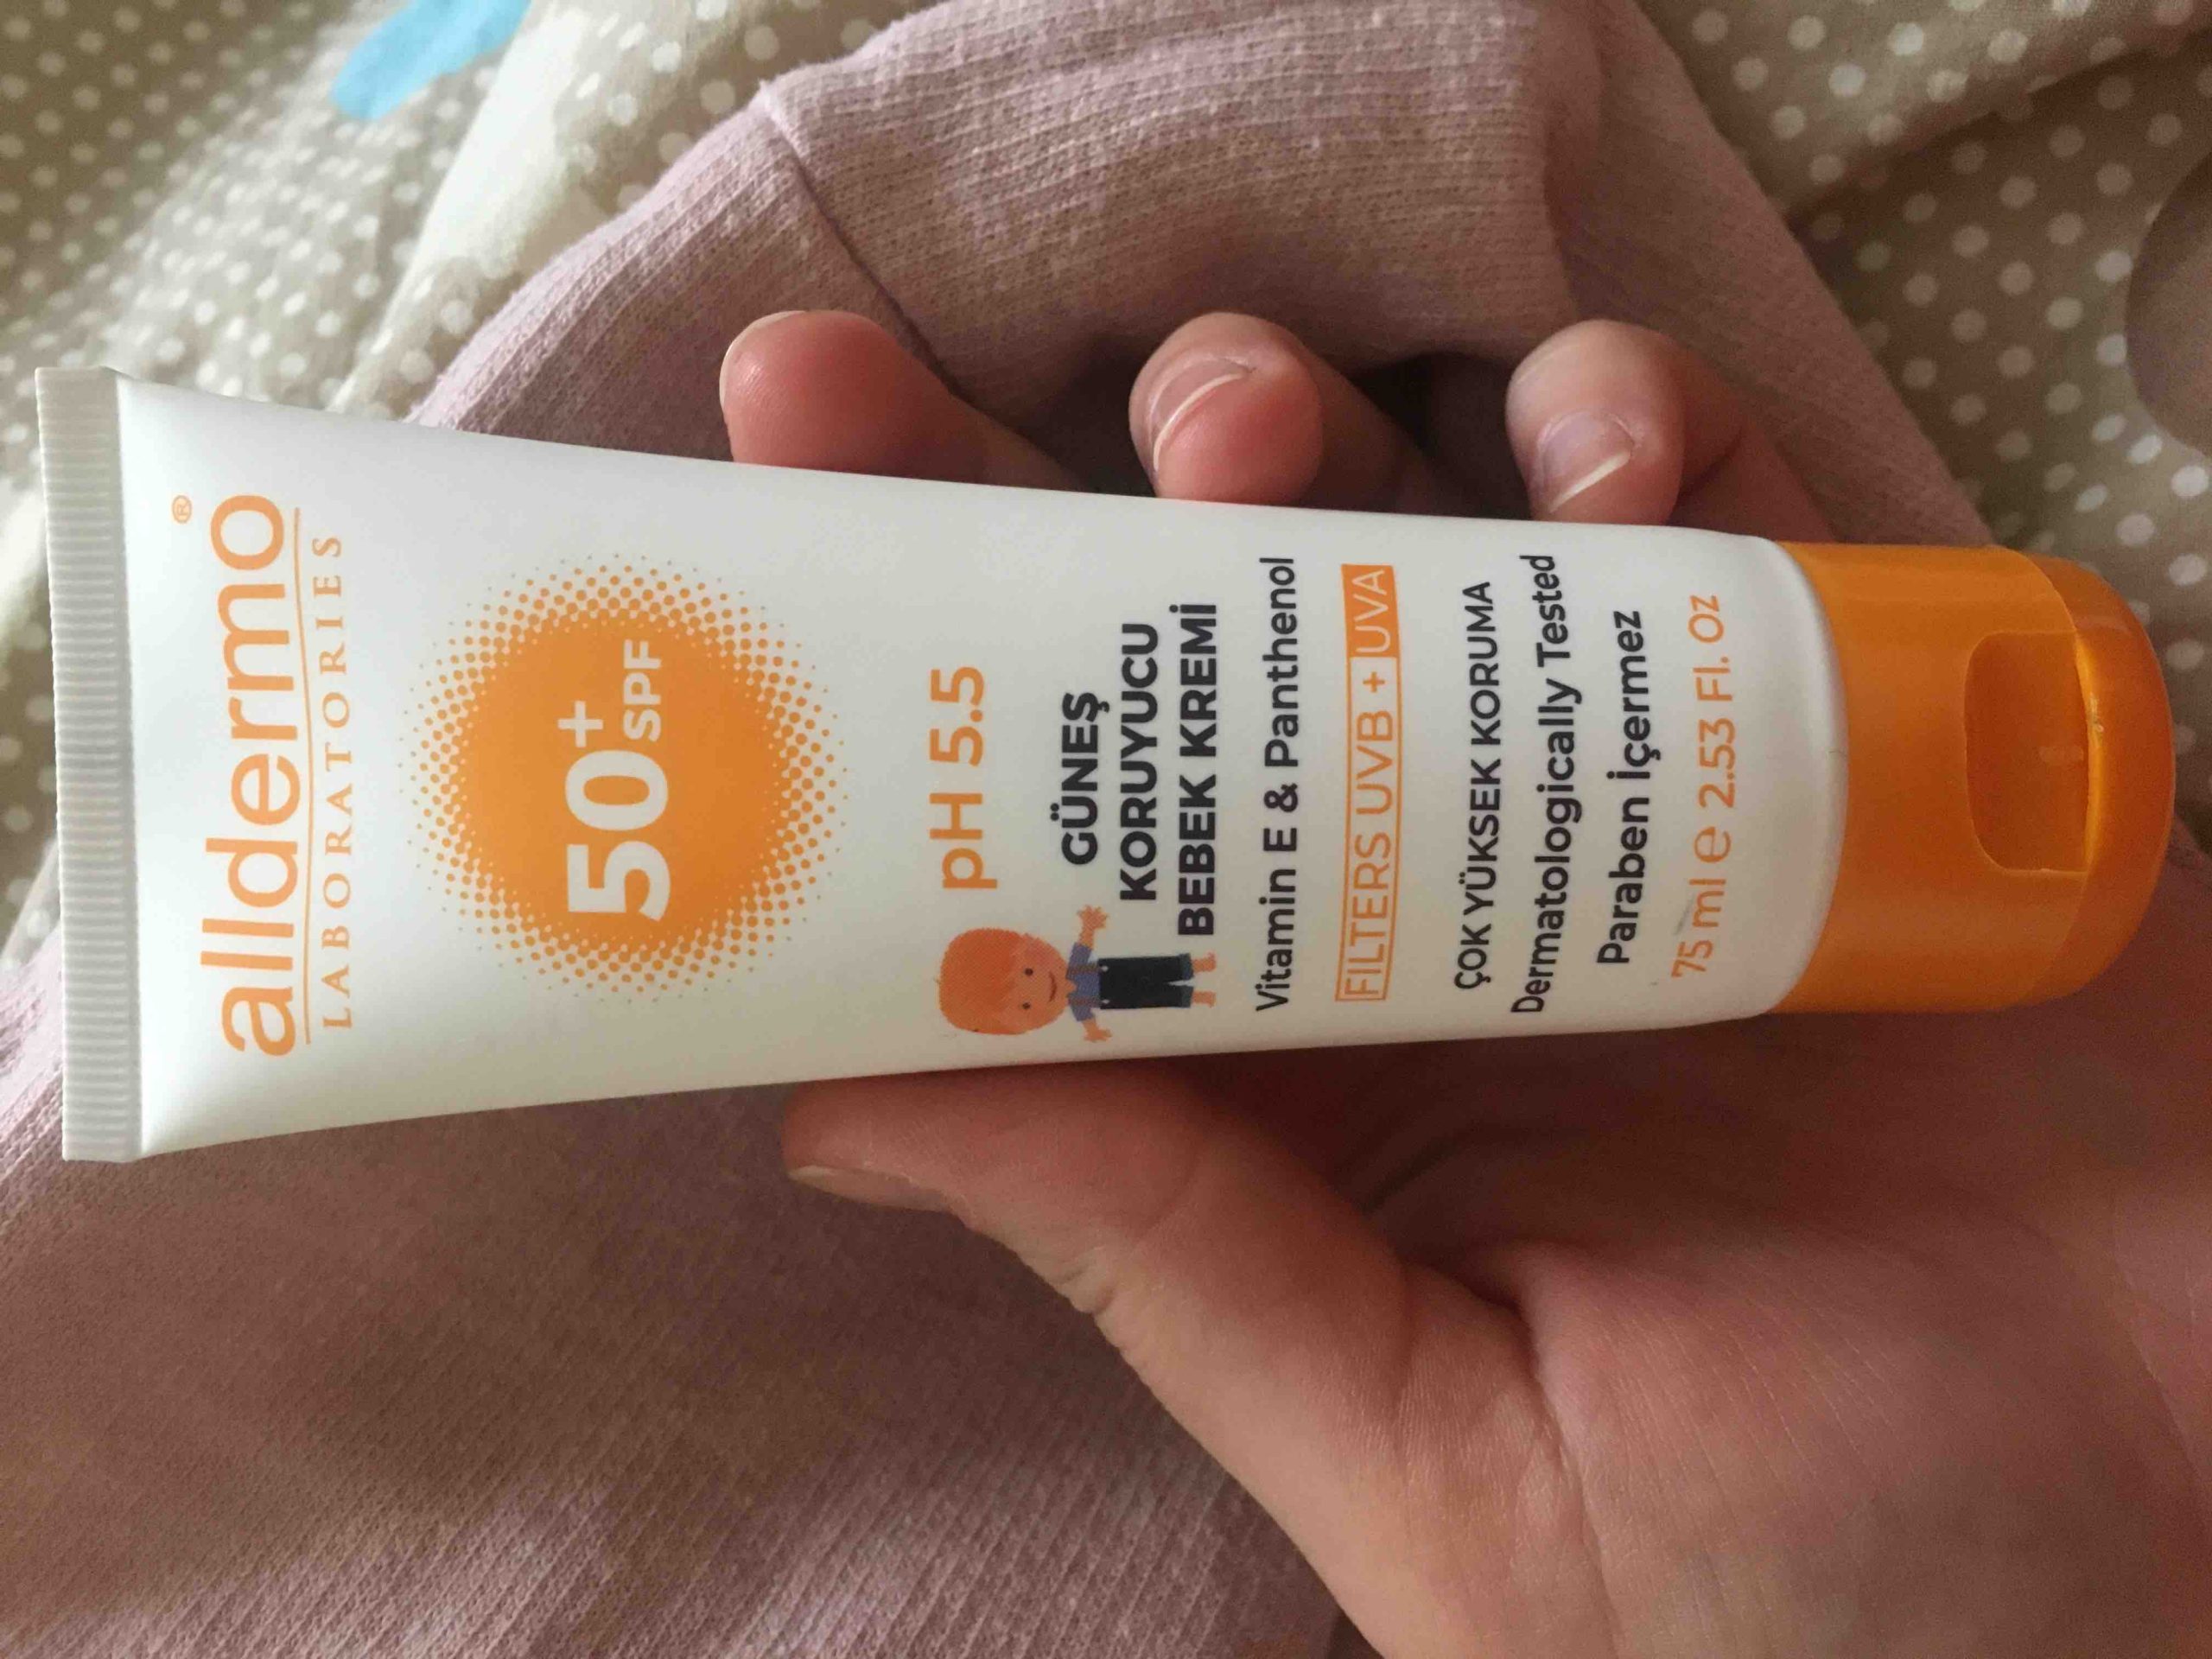 alldermo®
LABORATORIES
50+ SPF
pH 5.5
GÜNEŞ
KORUYUCU
BEBEK KREMİ
Vitamin E & Panthenol
FILTERS UVB + UVA
ÇOK YÜKSEK KORUMA
Dermatologically Tested
Paraben İçermez
75 ml e 2.53 Fl. Oz